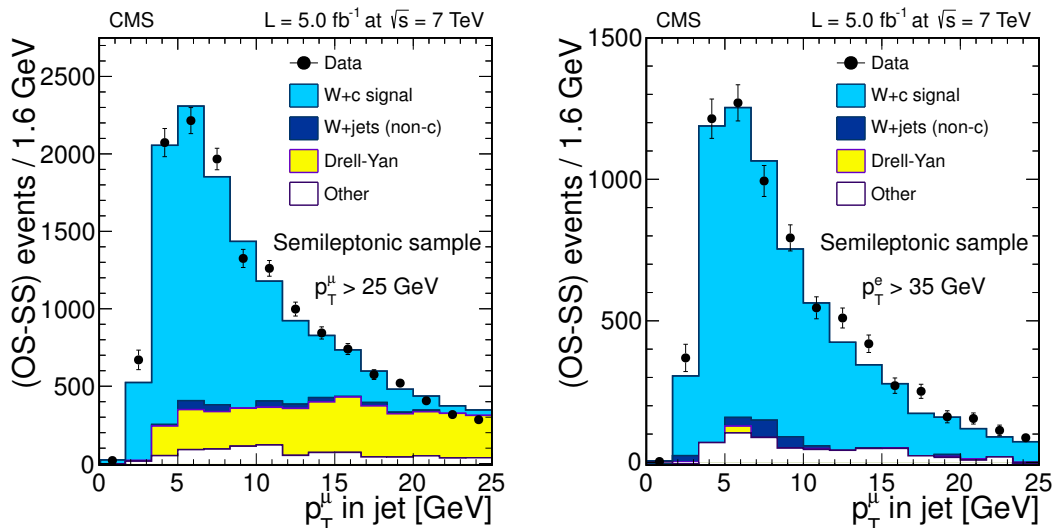 CMS L = 5.0 fb⁻¹ at √s = 7 TeV
(OS-SS) events / 1.6 GeV
2500
2000
1500
1000
500
0
Data
W+c signal
W+jets (non-c)
Drell-Yan
Other
Semileptonic sample
p_T^μ > 25 GeV
0 5 10 15 20 25
p_T^μ in jet [GeV]
CMS L = 5.0 fb⁻¹ at √s = 7 TeV
(OS-SS) events / 1.6 GeV
1500
1000
500
0
Data
W+c signal
W+jets (non-c)
Drell-Yan
Other
Semileptonic sample
p_T^e > 35 GeV
0 5 10 15 20 25
p_T^μ in jet [GeV]